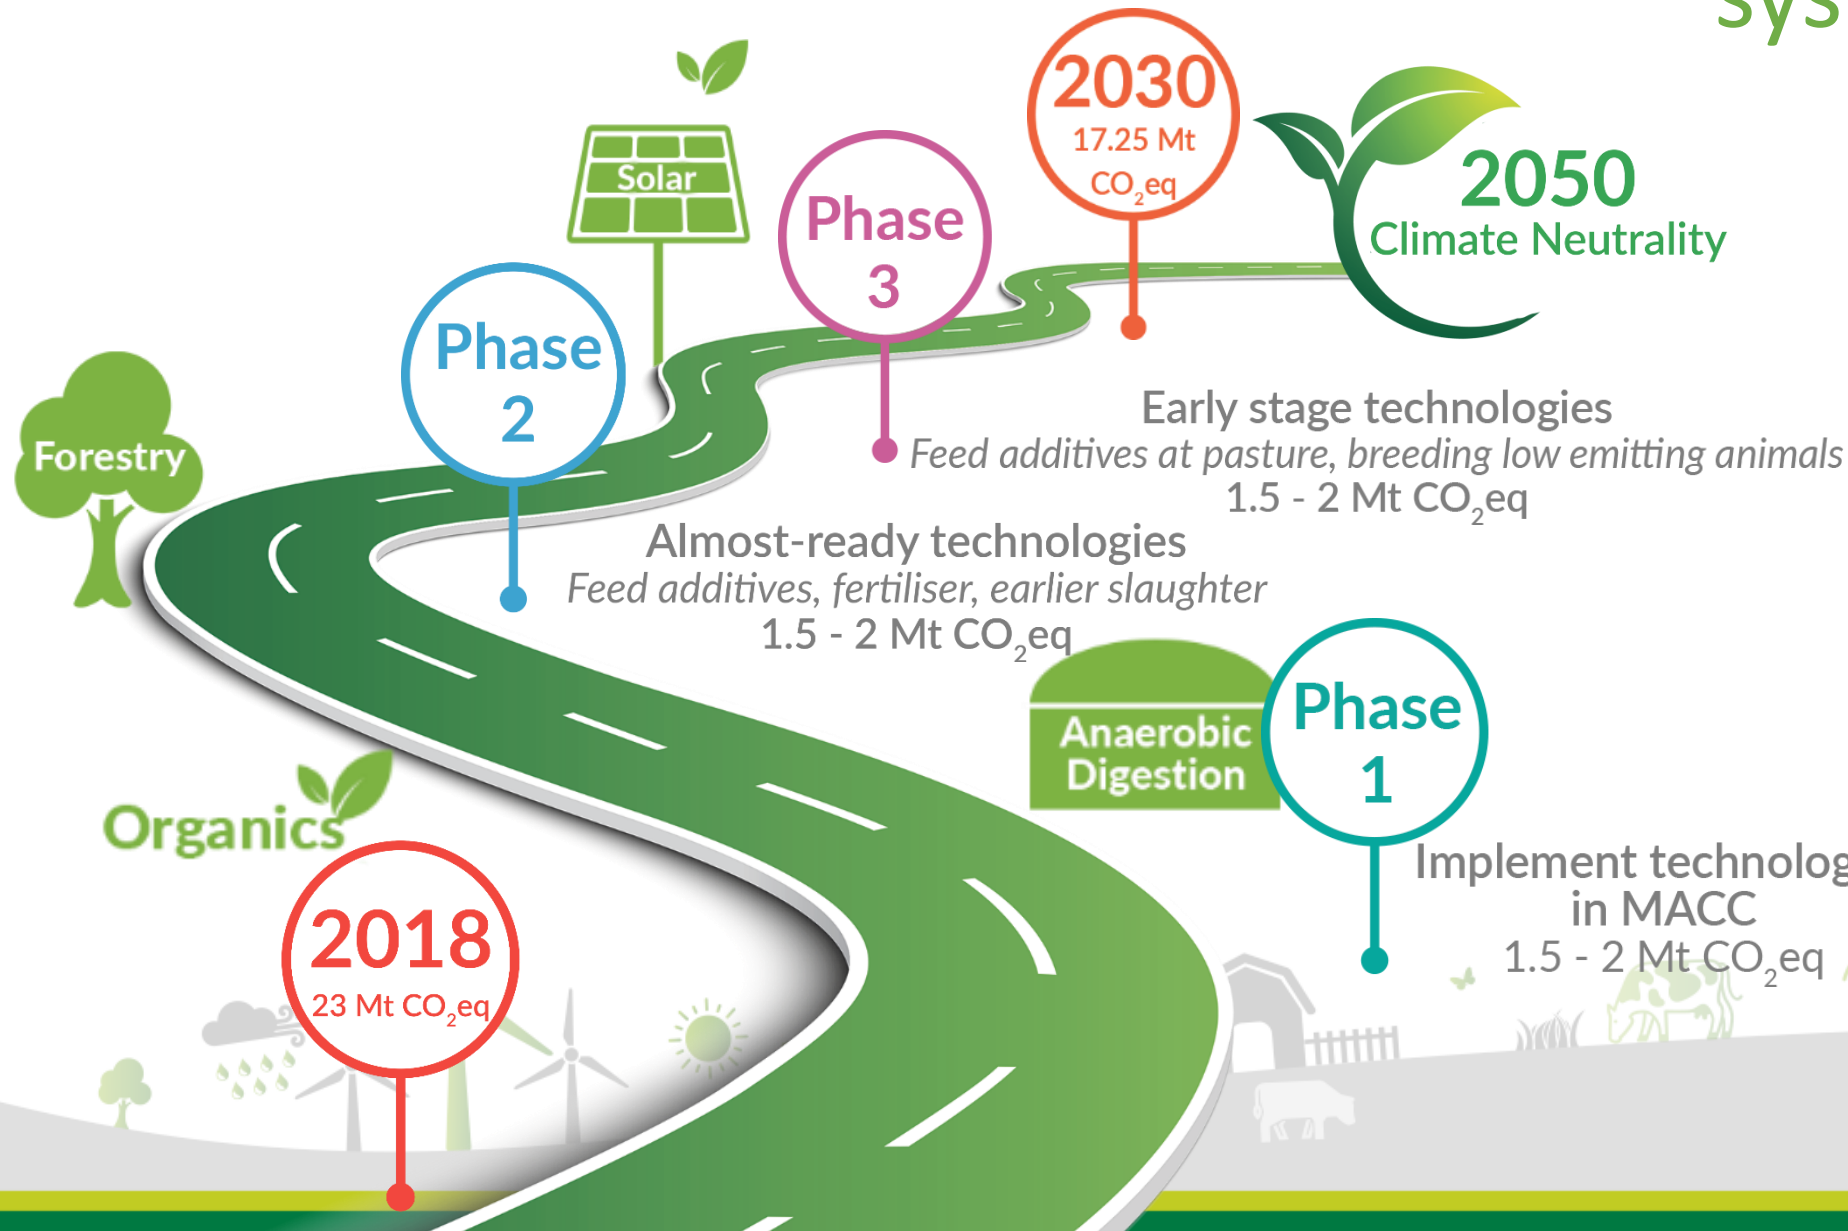 sys
2030
17.25 Mt
CO₂eq
2050
Climate Neutrality
Solar
Phase
3
Phase
2
Early stage technologies
Feed additives at pasture, breeding low emitting animals
1.5 - 2 Mt CO₂eq
Forestry
Almost-ready technologies
Feed additives, fertiliser, earlier slaughter
1.5 - 2 Mt CO₂eq
Anaerobic
Digestion
Phase
1
Organics
Implement technolog
in MACC
1.5 - 2 Mt CO₂eq
2018
23 Mt CO₂eq